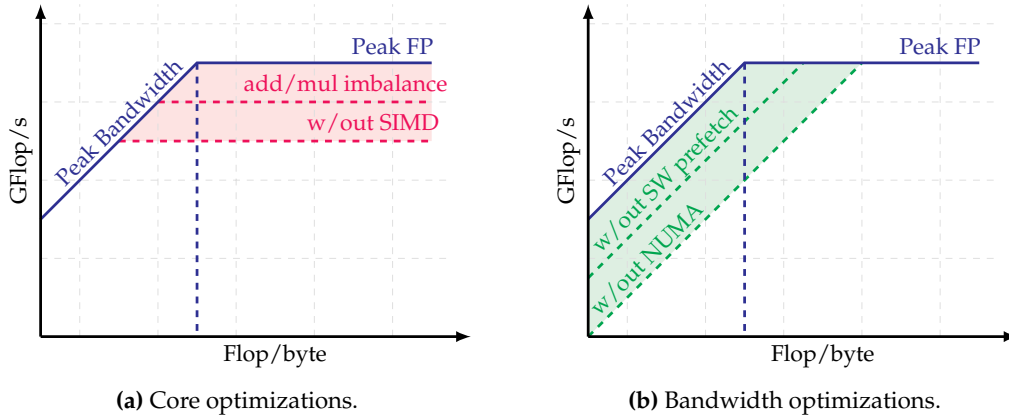 Peak FP
add/mul imbalance
w/out SIMD
Peak Bandwidth
GFlop/s
Flop/byte
(a) Core optimizations.
Peak FP
Peak Bandwidth
w/out SW prefetch
w/out NUMA
GFlop/s
Flop/byte
(b) Bandwidth optimizations.